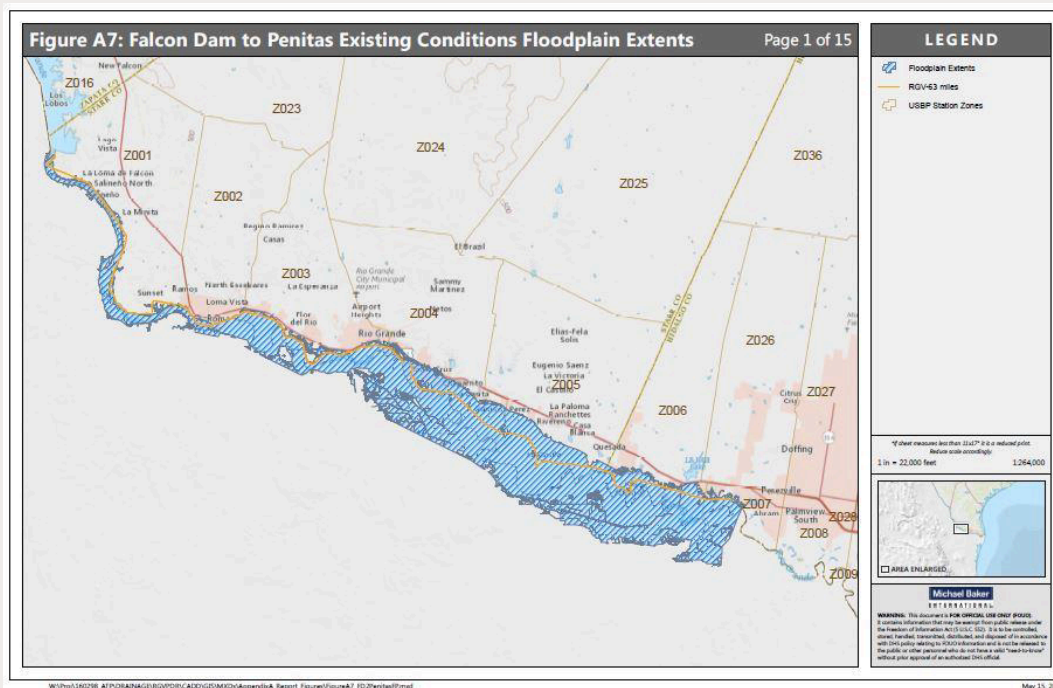 Figure A7: Falcon Dam to Penitas Existing Conditions Floodplain Extents
Page 1 of 15
LEGEND
Floodplain Extents
RGV-63 miles
USBP Station Zones
New Falcon
Z016
Los
Lobos
ZAPATA CO
STARR CO
Z023
Z024
Z036
Z001
Lago
Vista
La Loma de Falcon
Salineño North
Z025
Z002
La Minita
Regino Ramirez
Casas
El Brazil
Z003
La Esperanza
Rio Grande
City Municipal
Airport
Sammy
Martinez
North Escobares
Sunset
Ramos
Loma Vista
Roma
Flor
del Rio
Airport
Heights
Z004
Rio Grande
Elias-Fela
Solis
STARR CO
HIDALGO CO
Z026
Eugenio Saenz
La Victoria
El Castillo
Z005
Z027
Citrus
City
La Paloma
Ranchettes
Casa
Blanca
Z006
Quesada
Doffing
Perezville
Z007
Abram
Palmview
South
Z028
Z008
Z009
*If sheet measures less than 11x17" it is a reduced print.
Reduce scale accordingly.
1 in = 22,000 feet
1:264,000
AREA ENLARGED
Michael Baker
INTERNATIONAL
WARNING: This document is FOR OFFICIAL USE ONLY (FOUO)
It contains information that may be exempt from public release under
the Freedom of Information Act (5 U.S.C. 552). It is to be controlled,
stored, handled, transmitted, distributed, and disposed of in accordance
with DHS policy relating to FOUO information and is not be released to
the public or other personnel who do not have a valid "need-to-know"
without prior approval of an authorized DHS official.
May 15, 2